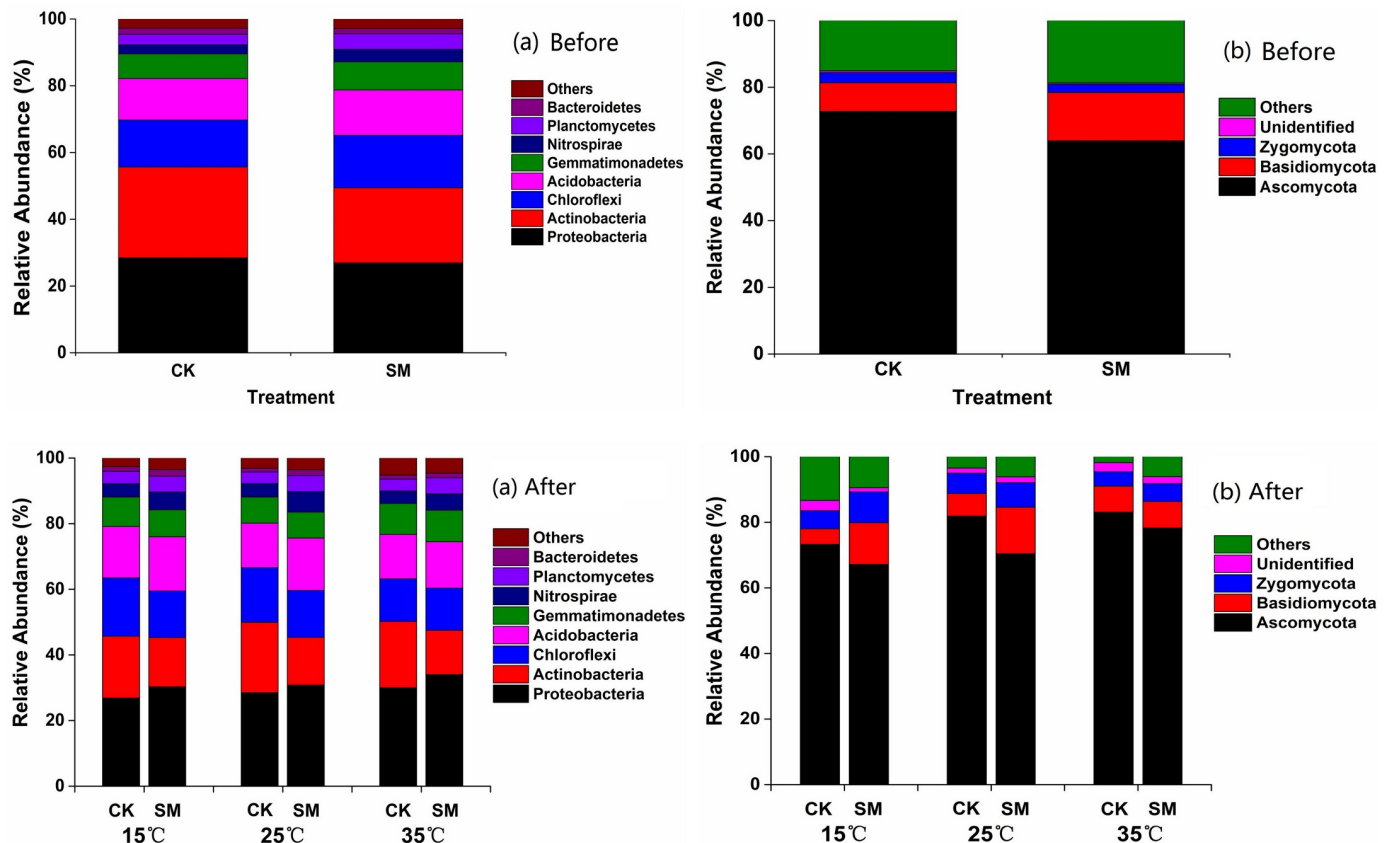 (a) Before
Relative Abundance (%)
100
80
60
40
20
0
CK
SM
Treatment
Others
Bacteroidetes
Planctomycetes
Nitrospirae
Gemmatimonadetes
Acidobacteria
Chloroflexi
Actinobacteria
Proteobacteria
(b) Before
Relative Abundance (%)
100
80
60
40
20
0
CK
SM
Treatment
Others
Unidentified
Zygomycota
Basidiomycota
Ascomycota
(a) After
Relative Abundance (%)
100
80
60
40
20
0
CK SM CK SM CK SM
15℃ 25℃ 35℃
Others
Bacteroidetes
Planctomycetes
Nitrospirae
Gemmatimonadetes
Acidobacteria
Chloroflexi
Actinobacteria
Proteobacteria
(b) After
Relative Abundance (%)
100
80
60
40
20
0
CK SM CK SM CK SM
15℃ 25℃ 35℃
Others
Unidentified
Zygomycota
Basidiomycota
Ascomycota